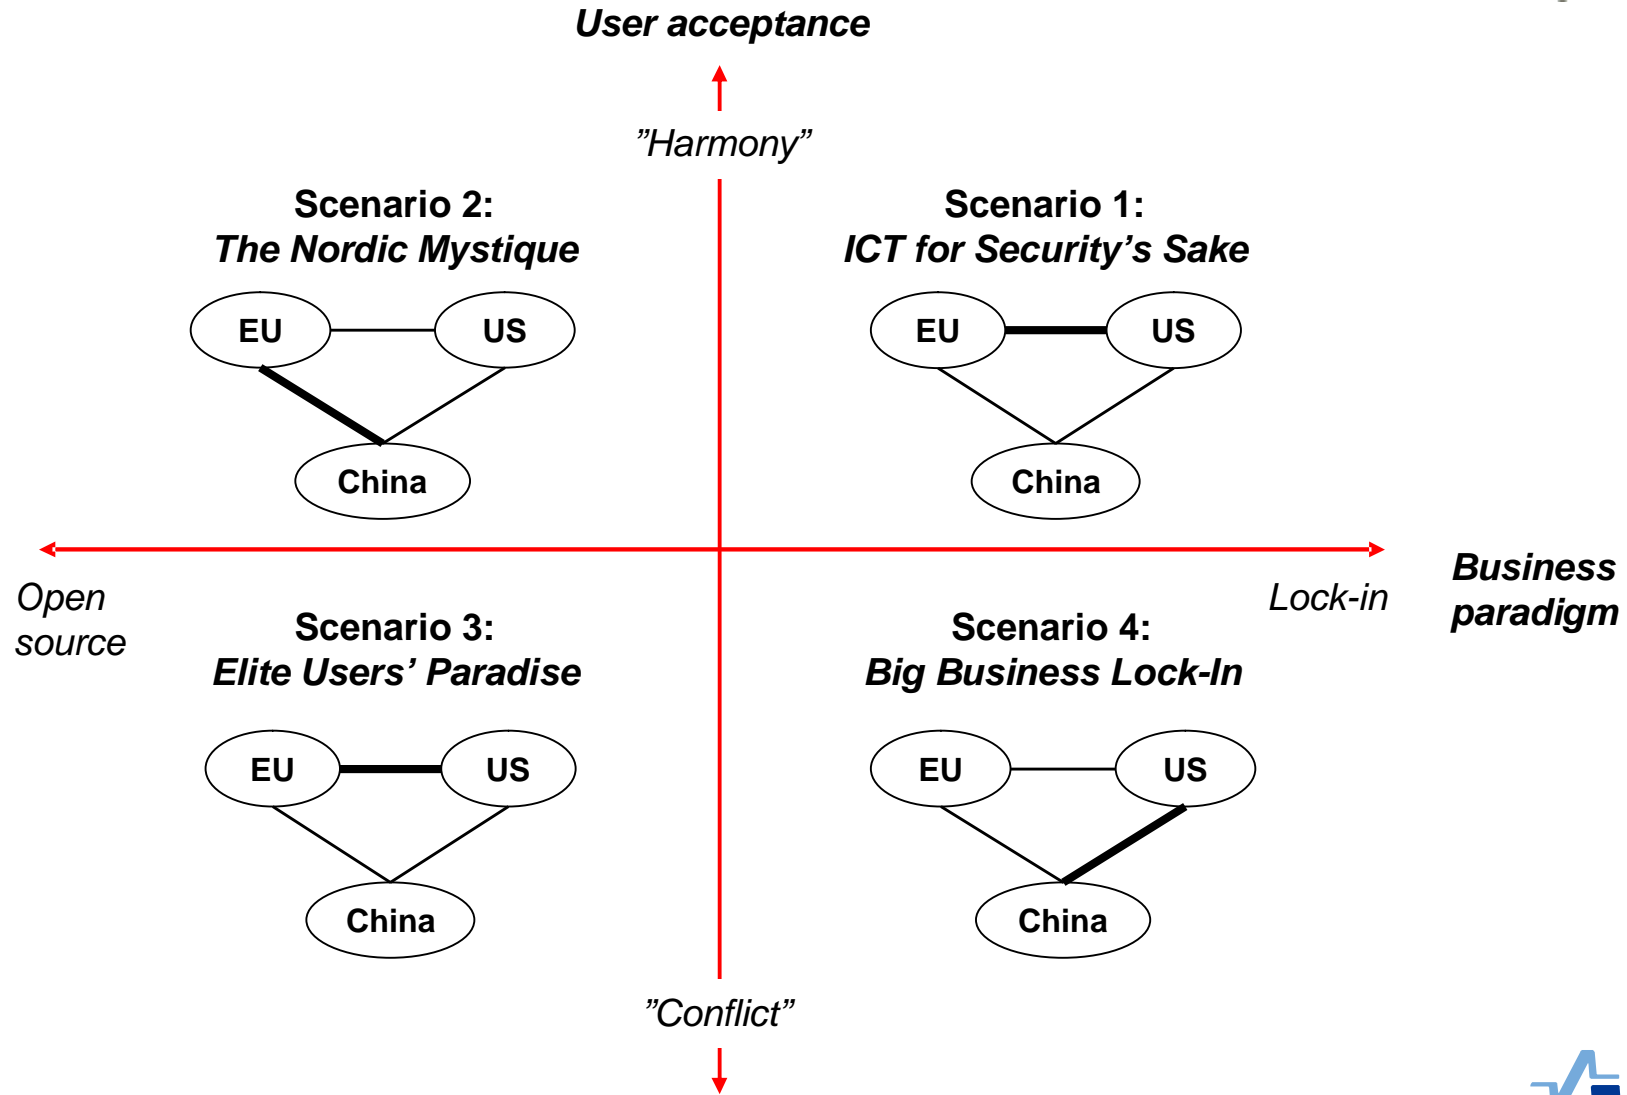 User acceptance
”Harmony”
Scenario 2:
The Nordic Mystique
EU
US
China
Scenario 1:
ICT for Security’s Sake
EU
US
China
Open
source
Lock-in
Business
paradigm
Scenario 3:
Elite Users’ Paradise
EU
US
China
Scenario 4:
Big Business Lock-In
EU
US
China
”Conflict”